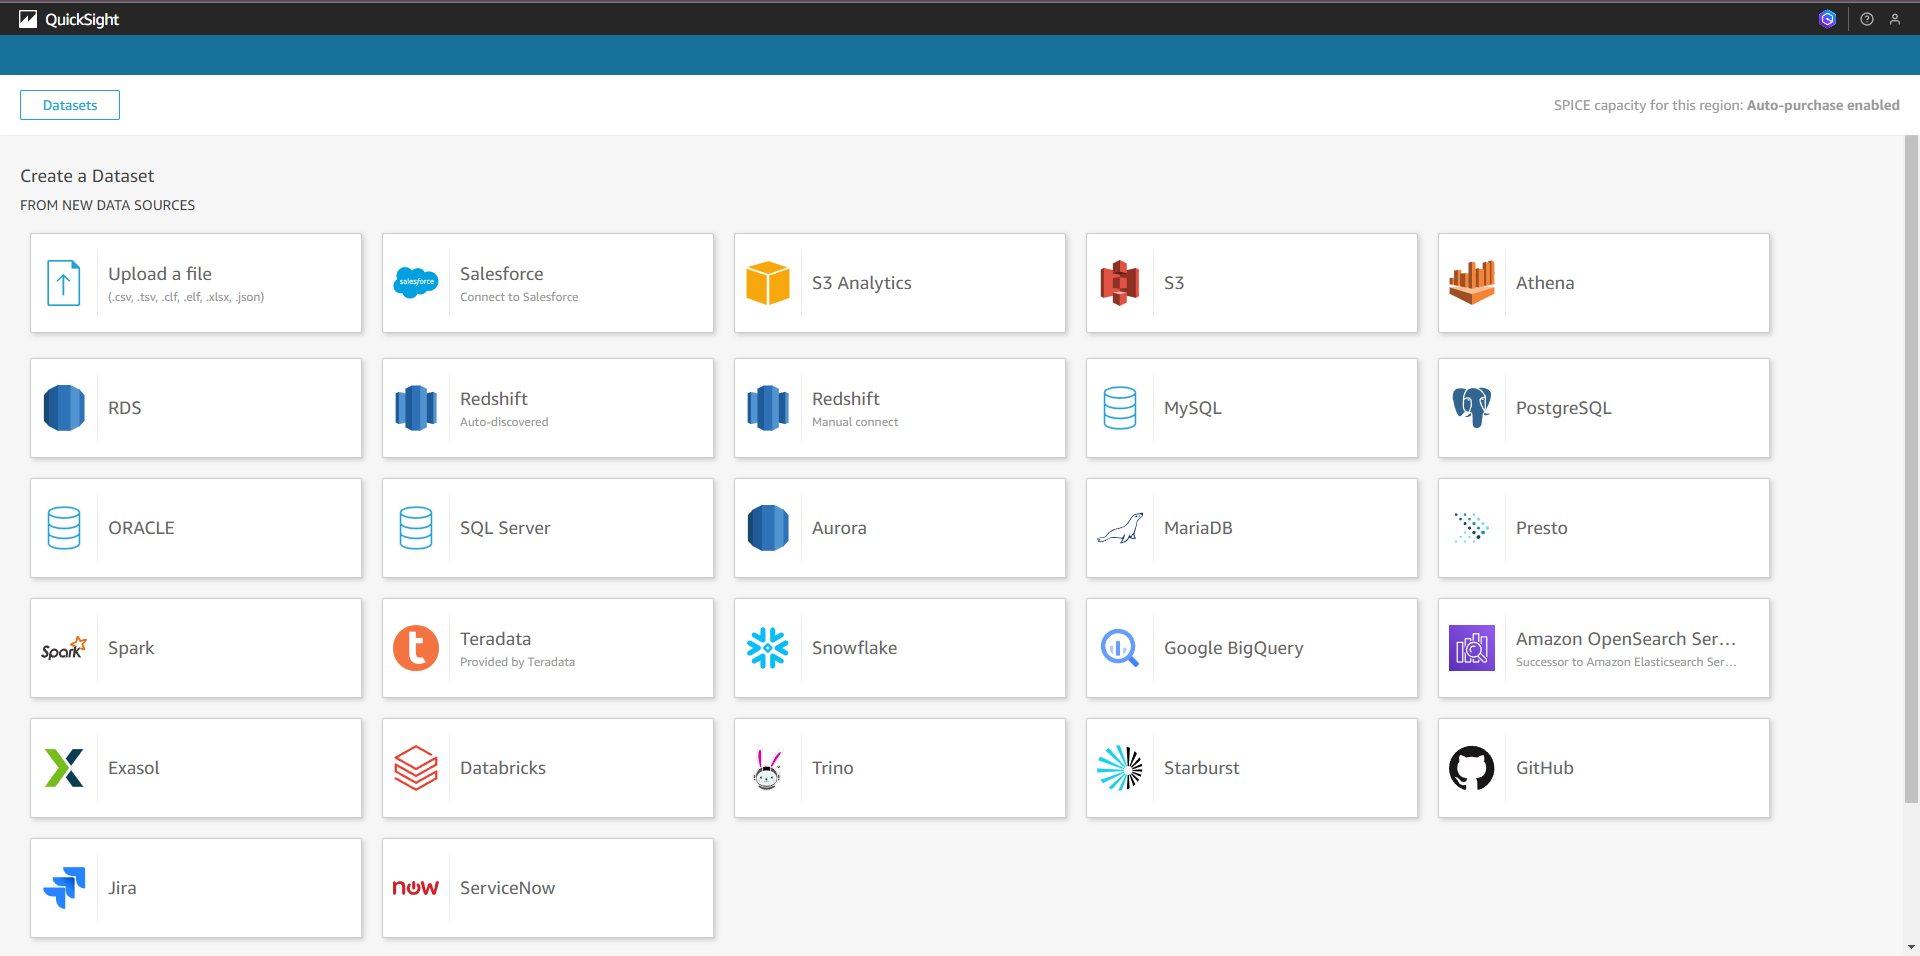 QuickSight
Datasets
SPICE capacity for this region: Auto-purchase enabled
Create a Dataset
FROM NEW DATA SOURCES
Upload a file
(.csv, .tsv, .clf, .elf, .xlsx, .json)
salesforce
Salesforce
Connect to Salesforce
S3 Analytics
S3
Athena
RDS
Redshift
Auto-discovered
Redshift
Manual connect
MySQL
PostgreSQL
ORACLE
SQL Server
Aurora
MariaDB
Presto
Spark
Spark
t
Teradata
Provided by Teradata
Snowflake
Google BigQuery
Amazon OpenSearch Ser...
Successor to Amazon Elasticsearch Ser...
Exasol
Databricks
Trino
Starburst
GitHub
Jira
now
ServiceNow